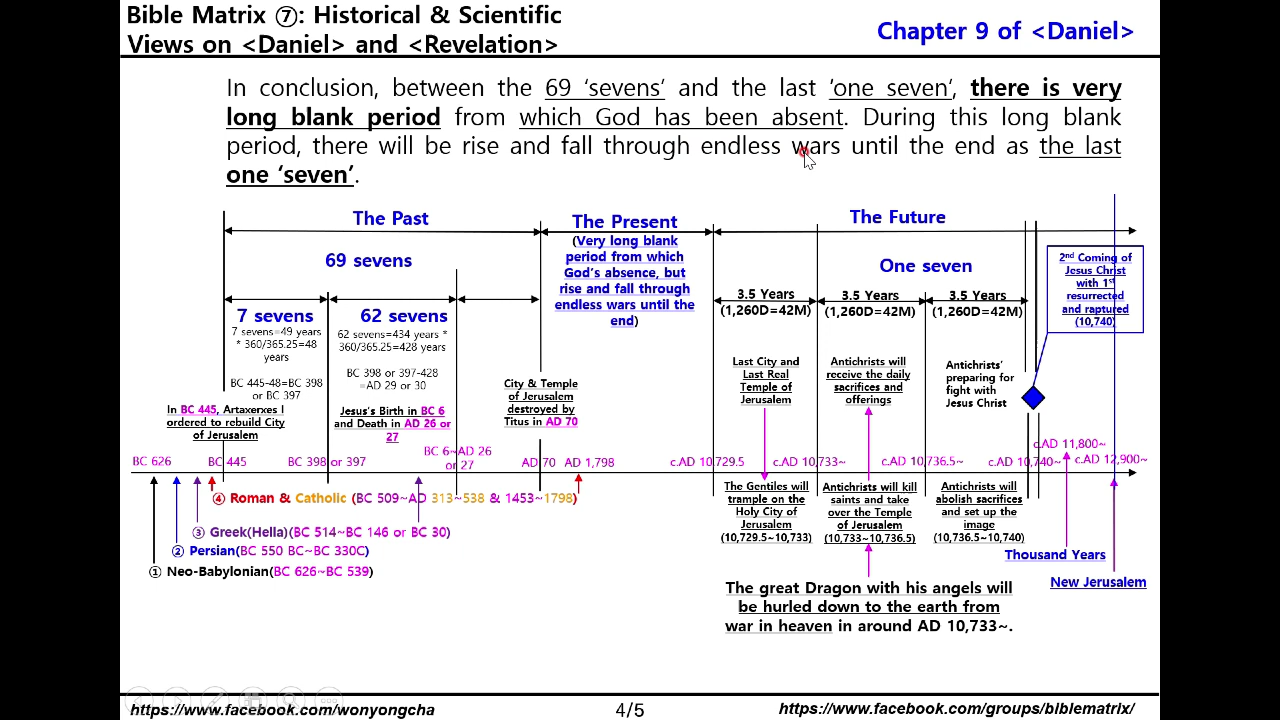 Bible Matrix ⑦: Historical & Scientific
Views on <Daniel> and <Revelation>
Chapter 9 of <Daniel>
In conclusion, between the 69 ‘sevens’ and the last ‘one seven’, there is very
long blank period from which God has been absent. During this long blank
period, there will be rise and fall through endless wars until the end as the last
one ‘seven’.
The Past
The Present
The Future
(Very long blank
period from which
God’s absence, but
rise and fall through
endless wars until the
end)
69 sevens
One seven
2nd Coming of
Jesus Christ
with 1st
resurrected
and raptured
(10,740)
3.5 Years
(1,260D=42M)
3.5 Years
(1,260D=42M)
3.5 Years
(1,260D=42M)
7 sevens
7 sevens=49 years
* 360/365.25=48
years
BC 445-48=BC 398
or BC 397
62 sevens
62 sevens=434 years *
360/365.25=428 years
BC 398 or 397-428
=AD 29 or 30
In BC 445, Artaxerxes I
ordered to rebuild City
of Jerusalem
Jesus’s Birth in BC 6
and Death in AD 26 or
27
City & Temple
of Jerusalem
destroyed by
Titus in AD 70
Last City and
Last Real
Temple of
Jerusalem
Antichrists will
receive the daily
sacrifices and
offerings
Antichrists’
preparing for
fight with
Jesus Christ
BC 626
BC 445
BC 398 or 397
BC 6~AD 26
or 27
AD 70
AD 1,798
c.AD 10,729.5
c.AD 10,733~
c.AD 10,736.5~
c.AD 10,740~
c.AD 11,800~
c.AD 12,900~
④ Roman & Catholic (BC 509~AD 313~538 & 1453~1798)
③ Greek(Hella)(BC 514~BC 146 or BC 30)
② Persian(BC 550 BC~BC 330C)
① Neo-Babylonian(BC 626~BC 539)
The Gentiles will
trample on the
Holy City of
Jerusalem
(10,729.5~10,733)
Antichrists will kill
saints and take
over the Temple
of Jerusalem
(10,733~10,736.5)
Antichrists will
abolish sacrifices
and set up the
image
(10,736.5~10,740)
Thousand Years
New Jerusalem
The great Dragon with his angels will
be hurled down to the earth from
war in heaven in around AD 10,733~.
https://www.facebook.com/wonyongcha
4/5
https://www.facebook.com/groups/biblematrix/